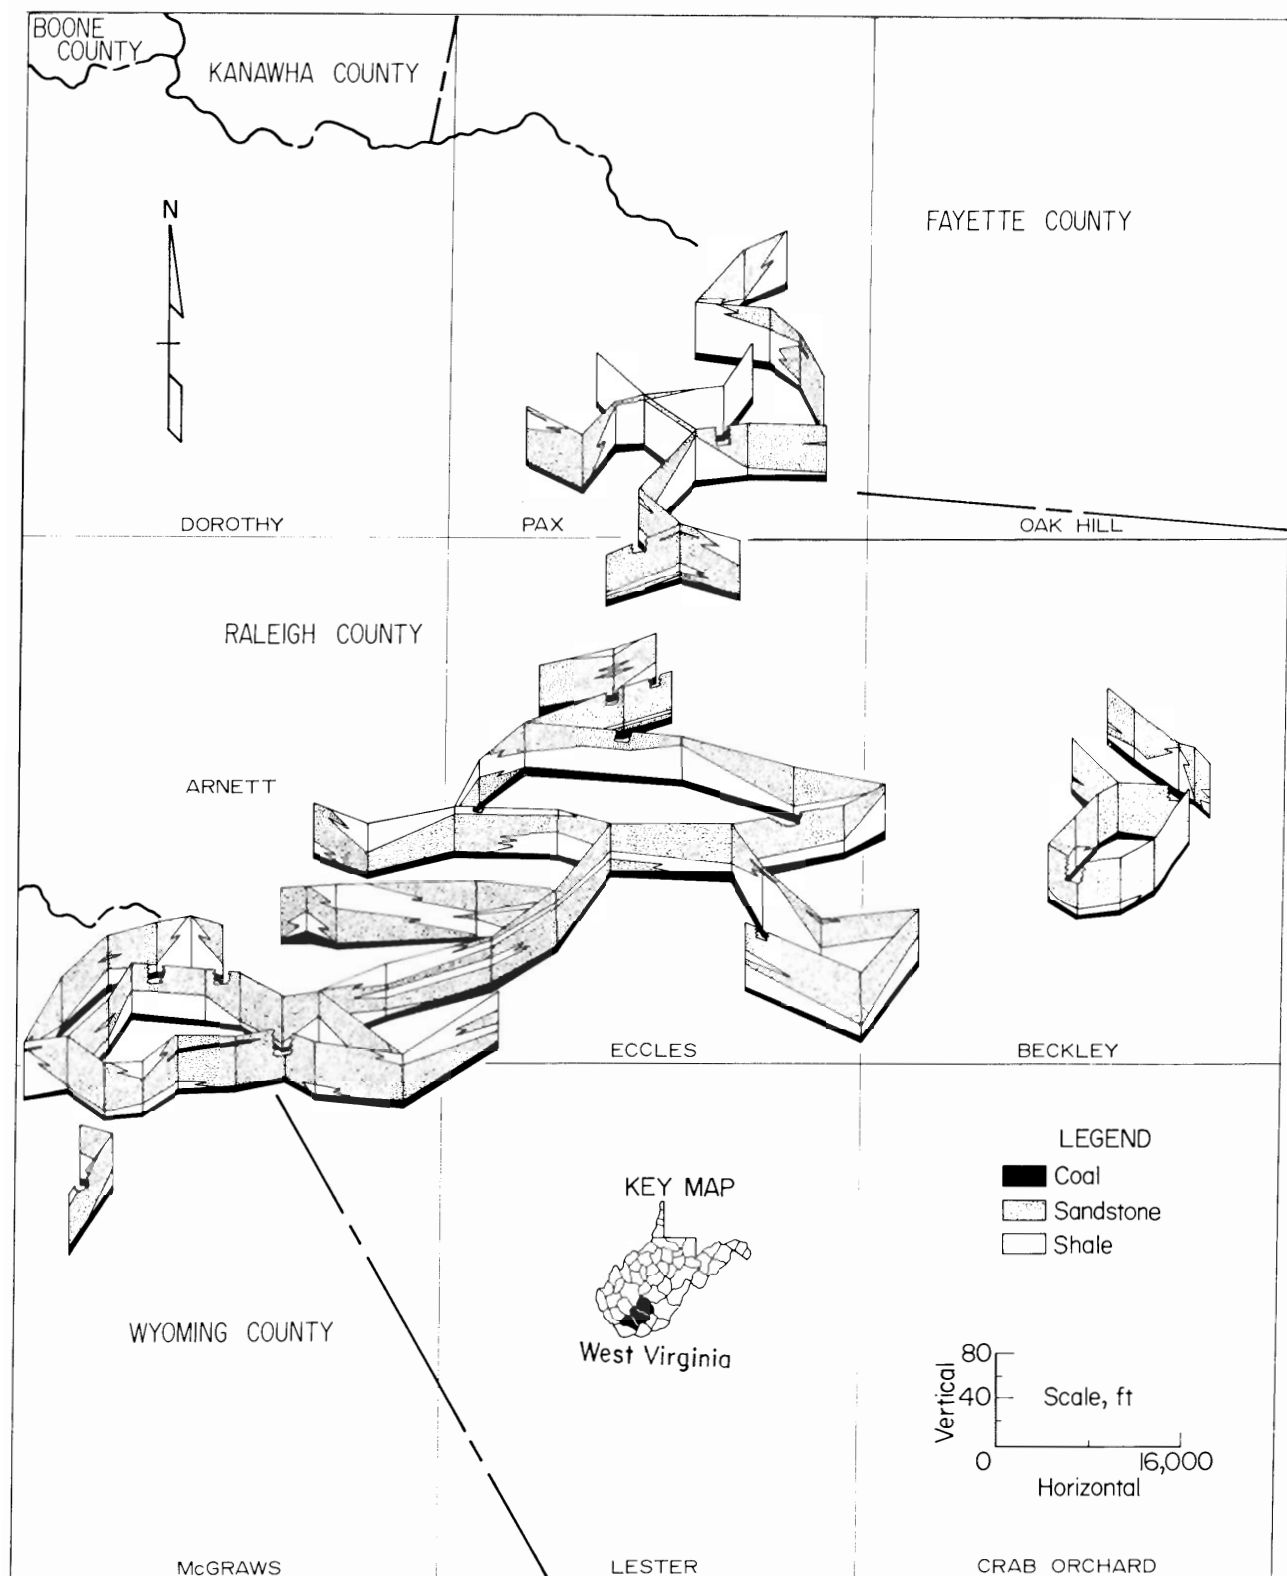 BOONE
COUNTY
KANAWHA COUNTY
N
FAYETTE COUNTY
DOROTHY
PAX
OAK HILL
RALEIGH COUNTY
ARNETT
ECCLES
BECKLEY
LEGEND
Coal
Sandstone
Shale
KEY MAP
West Virginia
WYOMING COUNTY
80
40
0
Vertical
Scale, ft
16,000
Horizontal
McGRAWS
LESTER
CRAB ORCHARD